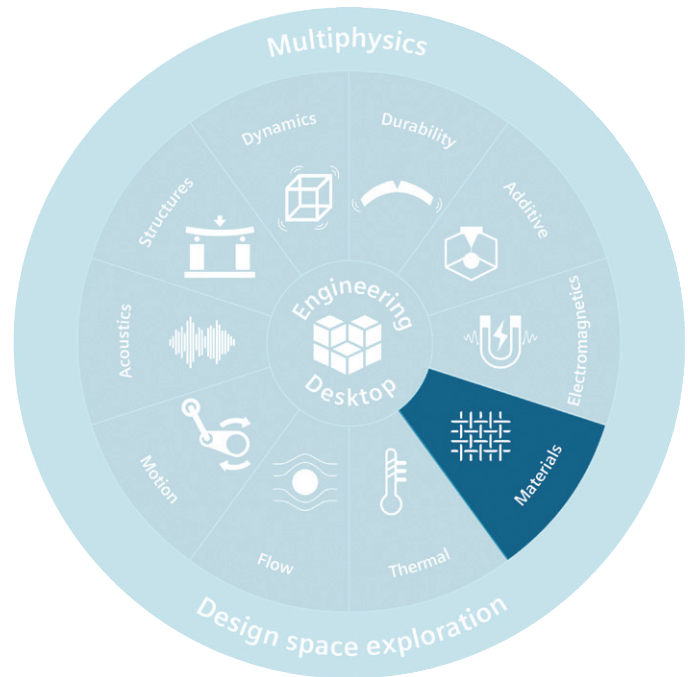 Multiphysics
Dynamics
Durability
Structures
Additive
Acoustics
Engineering
Desktop
Electromagnetics
Motion
Materials
Flow
Thermal
Design space exploration